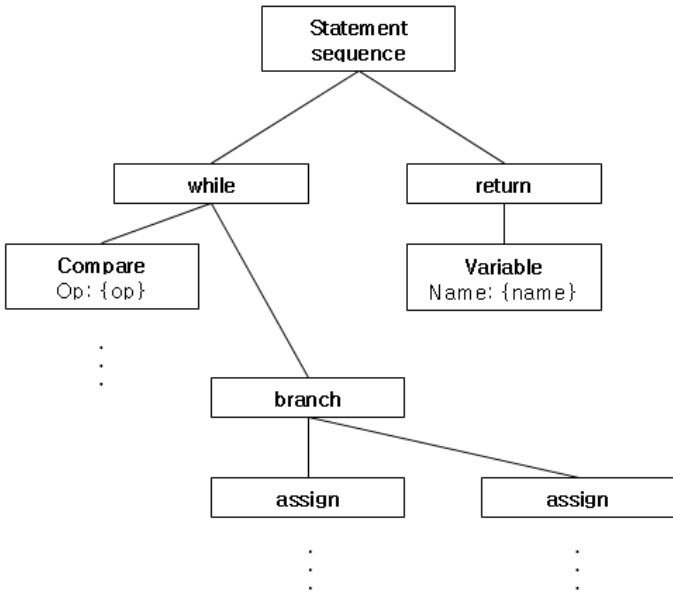 Statement
sequence
while
return
Compare
Op: {op}
Variable
Name: {name}
branch
assign
assign